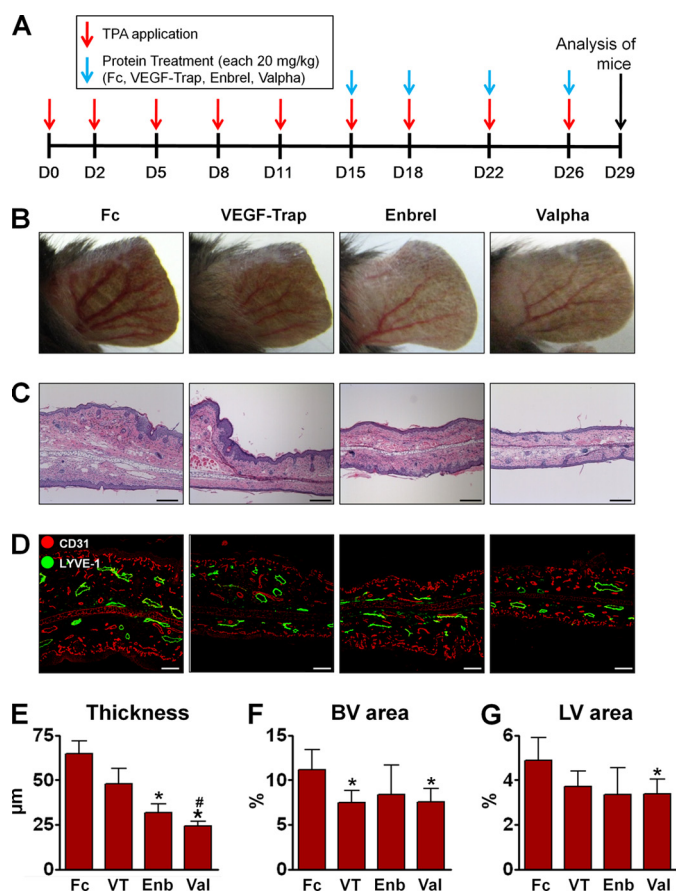 A
TPA application
Protein Treatment (each 20 mg/kg)
(Fc, VEGF-Trap, Enbrel, Valpha)
Analysis of
mice
D0 D2 D5 D8 D11 D15 D18 D22 D26 D29
B
Fc VEGF-Trap Enbrel Valpha
C
D
CD31
LYVE-1
E Thickness
75
50
25
0
µm
* # *
Fc VT Enb Val
F BV area
15
10
5
0
%
* *
Fc VT Enb Val
G LV area
6
4
2
0
%
*
Fc VT Enb Val